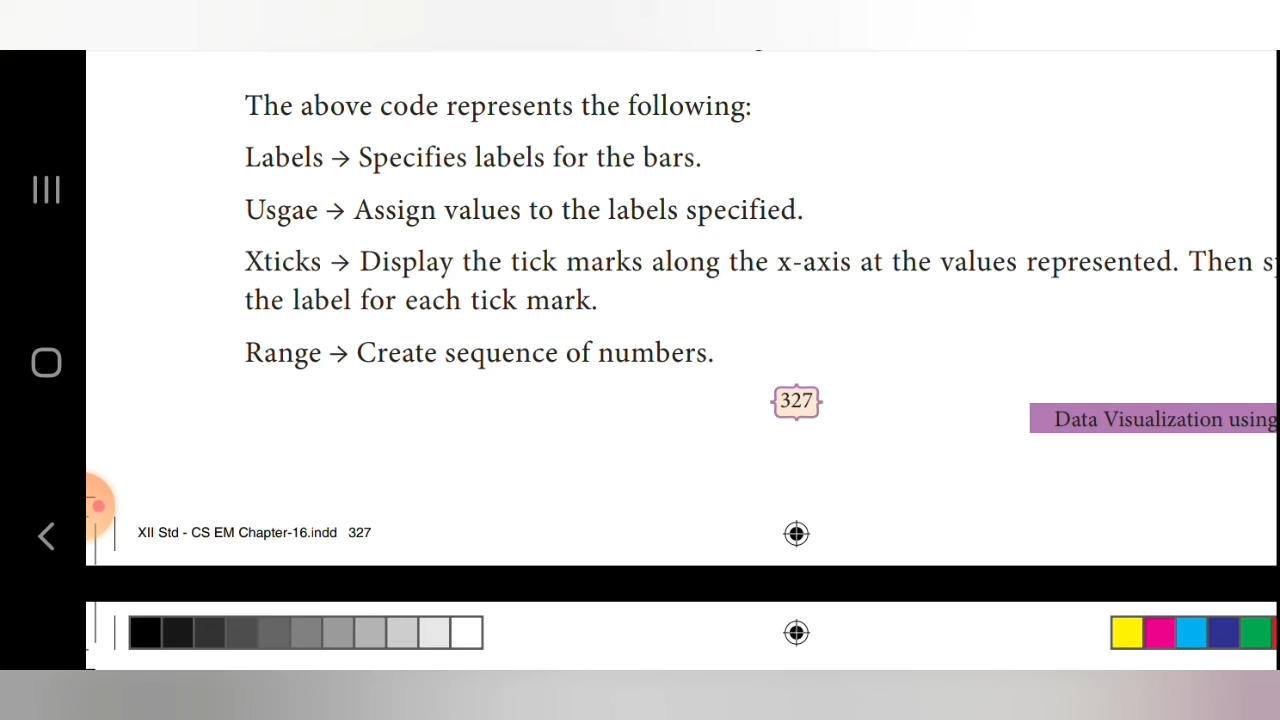 The above code represents the following:
Labels → Specifies labels for the bars.
Usgae → Assign values to the labels specified.
Xticks → Display the tick marks along the x-axis at the values represented. Then
the label for each tick mark.
Range → Create sequence of numbers.
327
Data Visualization using
XII Std - CS EM Chapter-16.indd 327